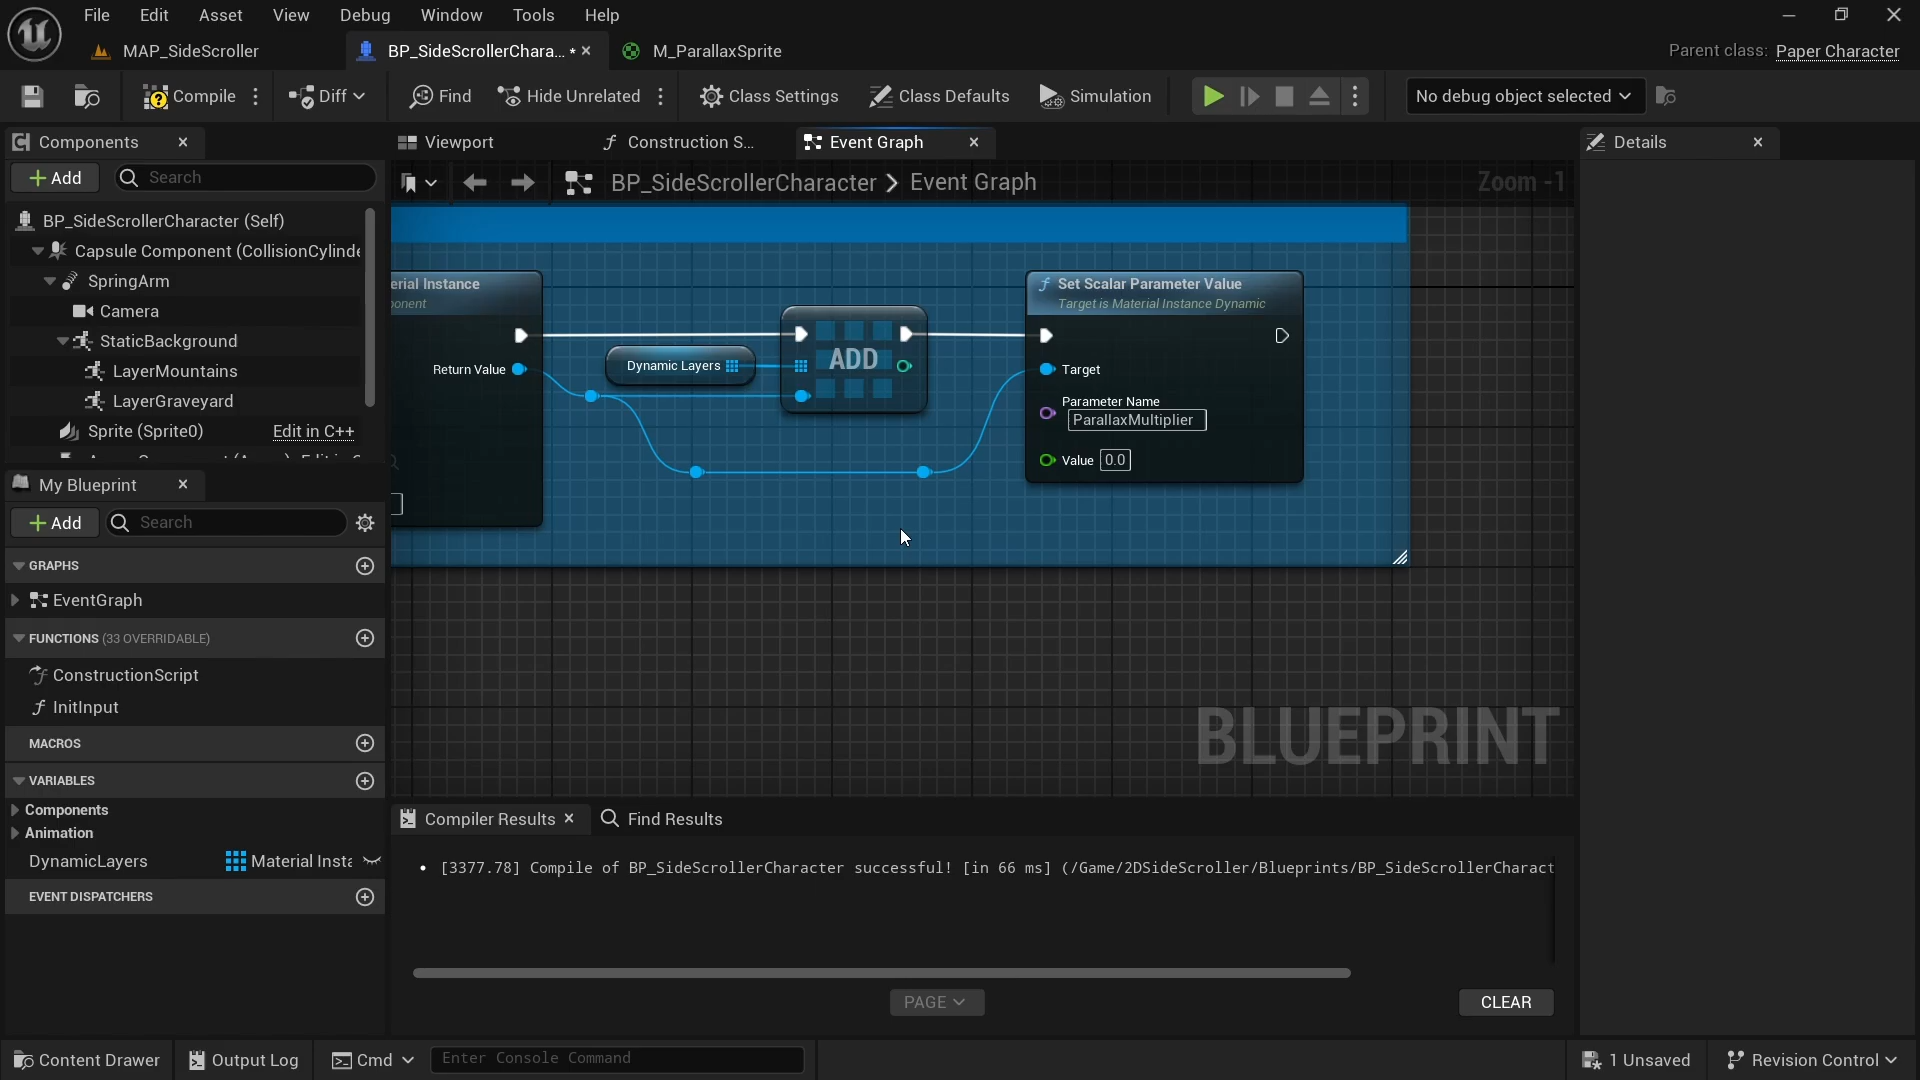 File Edit Asset View Debug Window Tools Help
MAP_SideScroller BP_SideScrollerChara... * M_ParallaxSprite
Parent class: Paper Character
Compile Diff Find Hide Unrelated Class Settings Class Defaults Simulation No debug object selected
Components
Add Search
BP_SideScrollerCharacter (Self)
Capsule Component (CollisionCylinde
SpringArm
Camera
StaticBackground
LayerMountains
LayerGraveyard
Sprite (Sprite0) Edit in C++
My Blueprint
Add Search
GRAPHS
EventGraph
FUNCTIONS (33 OVERRIDABLE)
ConstructionScript
InitInput
MACROS
VARIABLES
Components
Animation
DynamicLayers Material Insta
EVENT DISPATCHERS
Viewport Construction S... Event Graph
BP_SideScrollerCharacter > Event Graph
Zoom -1
erial Instance
ponent
Return Value
Dynamic Layers
ADD
Set Scalar Parameter Value
Target is Material Instance Dynamic
Target
Parameter Name
ParallaxMultiplier
Value 0.0
BLUEPRINT
Compiler Results Find Results
• [3377.78] Compile of BP_SideScrollerCharacter successful! [in 66 ms] (/Game/2DSideScroller/Blueprints/BP_SideScrollerCharact
PAGE
CLEAR
Details
Content Drawer Output Log Cmd Enter Console Command
1 Unsaved Revision Control